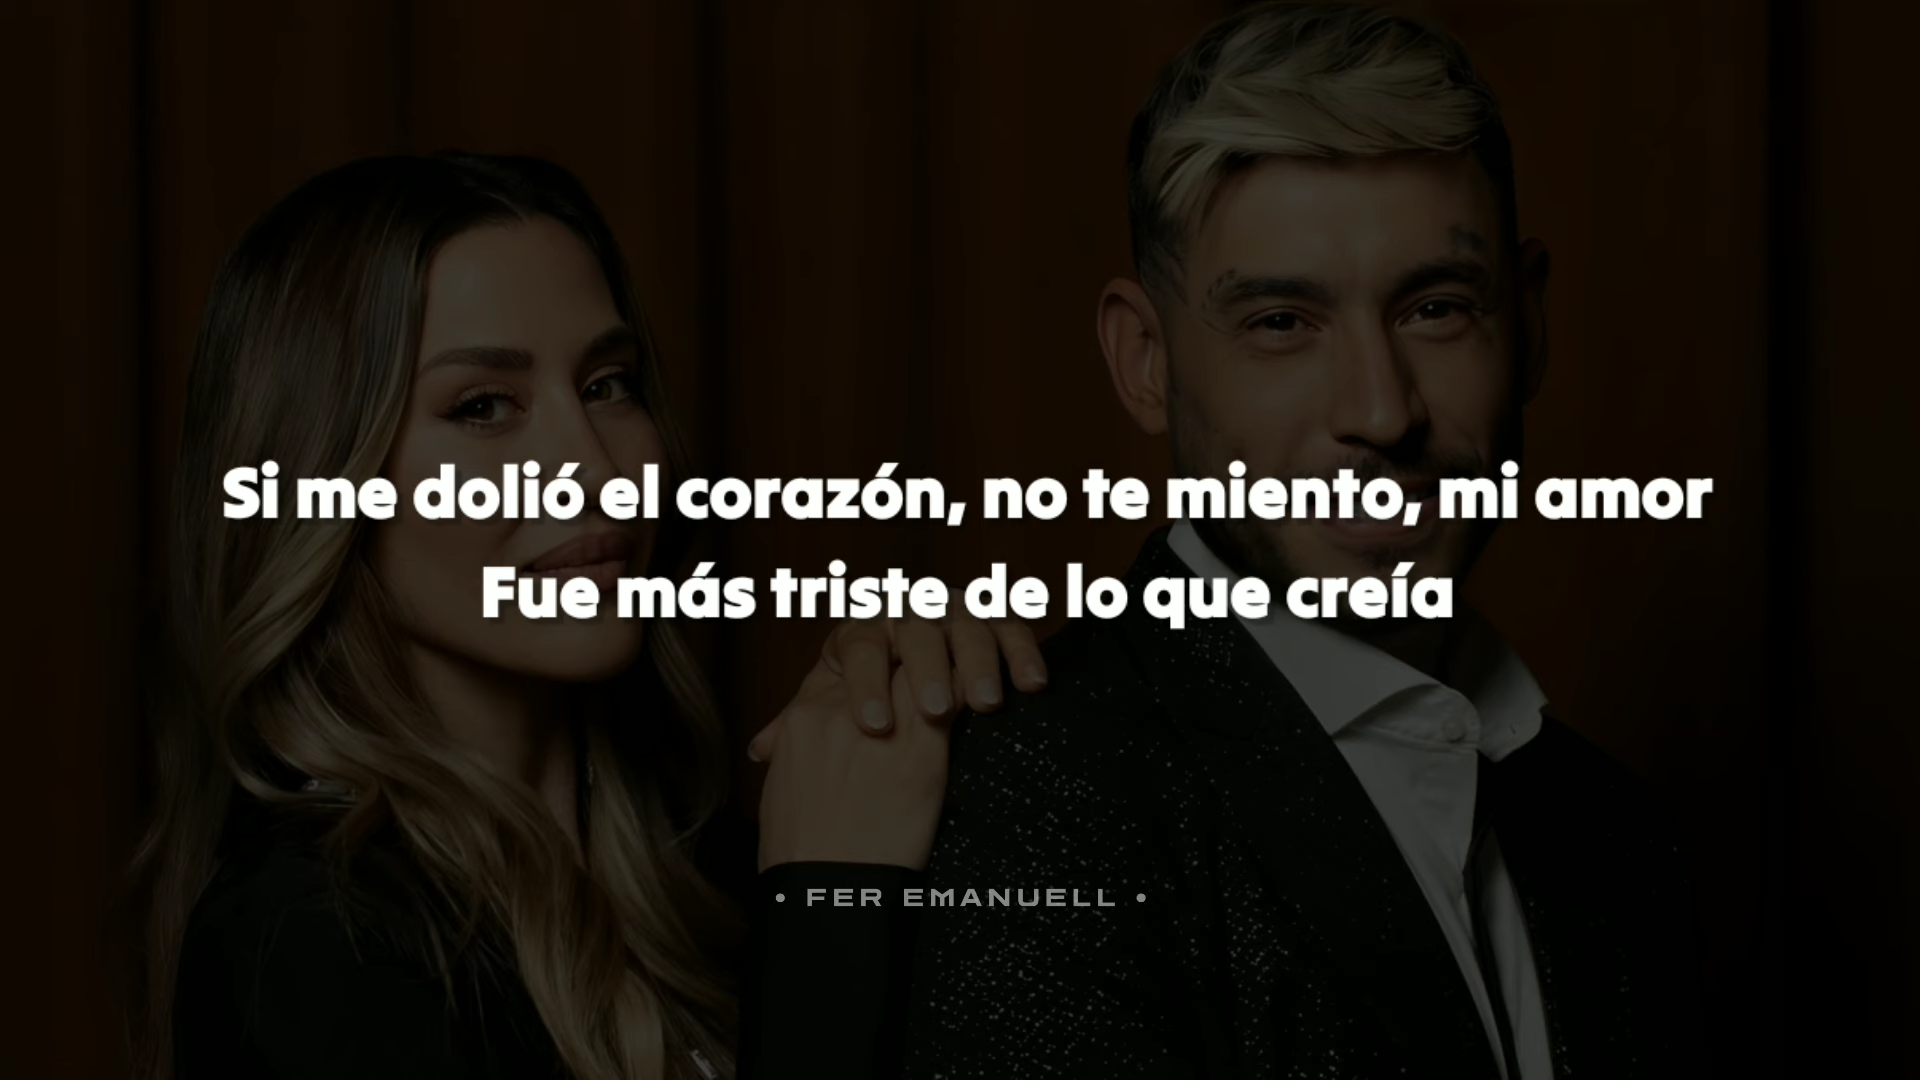 Si me dolió el corazón, no te miento, mi amor
Fue más triste de lo que creía
• FER EMANUELL •